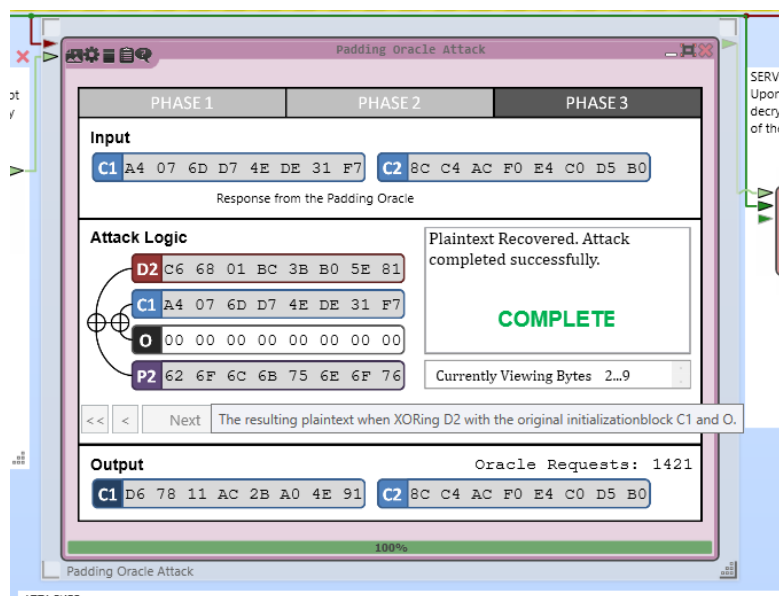 Padding Oracle Attack
ot
y
SERV
Upor
decry
of the
PHASE 1 PHASE 2 PHASE 3
Input
C1 A4 07 6D D7 4E DE 31 F7 C2 8C C4 AC F0 E4 C0 D5 B0
Response from the Padding Oracle
Attack Logic
D2 C6 68 01 BC 3B B0 5E 81
C1 A4 07 6D D7 4E DE 31 F7
O 00 00 00 00 00 00 00 00
P2 62 6F 6C 6B 75 6E 6F 76
Plaintext Recovered. Attack
completed successfully.
COMPLETE
Currently Viewing Bytes 2...9
<< < Next
The resulting plaintext when XORing D2 with the original initializationblock C1 and O.
Output
Oracle Requests: 1421
C1 D6 78 11 AC 2B A0 4E 91 C2 8C C4 AC F0 E4 C0 D5 B0
100%
Padding Oracle Attack